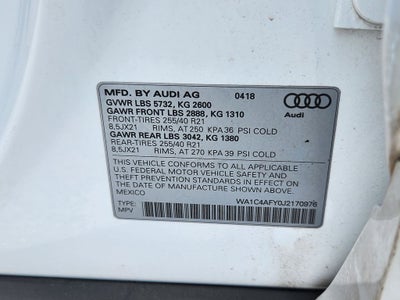 MFD. BY AUDI AG 0418
GVWR LBS 5732, KG 2600
GAWR FRONT LBS 2888, KG 1310
FRONT-TIRES 255/40 R21
8,5JX21 RIMS, AT 250 KPA 36 PSI COLD
GAWR REAR LBS 3042, KG 1380
REAR-TIRES 255/40 R21
8,5JX21 RIMS, AT 270 KPA 39 PSI COLD
Audi
THIS VEHICLE CONFORMS TO ALL APPLICABLE
U.S. FEDERAL MOTOR VEHICLE SAFETY AND
THEFT PREVENTION STANDARDS IN EFFECT ON
THE DATE OF MANUFACTURE SHOWN ABOVE.
MEXICO
TYPE: WA1C4AFY0J2170976
MPV